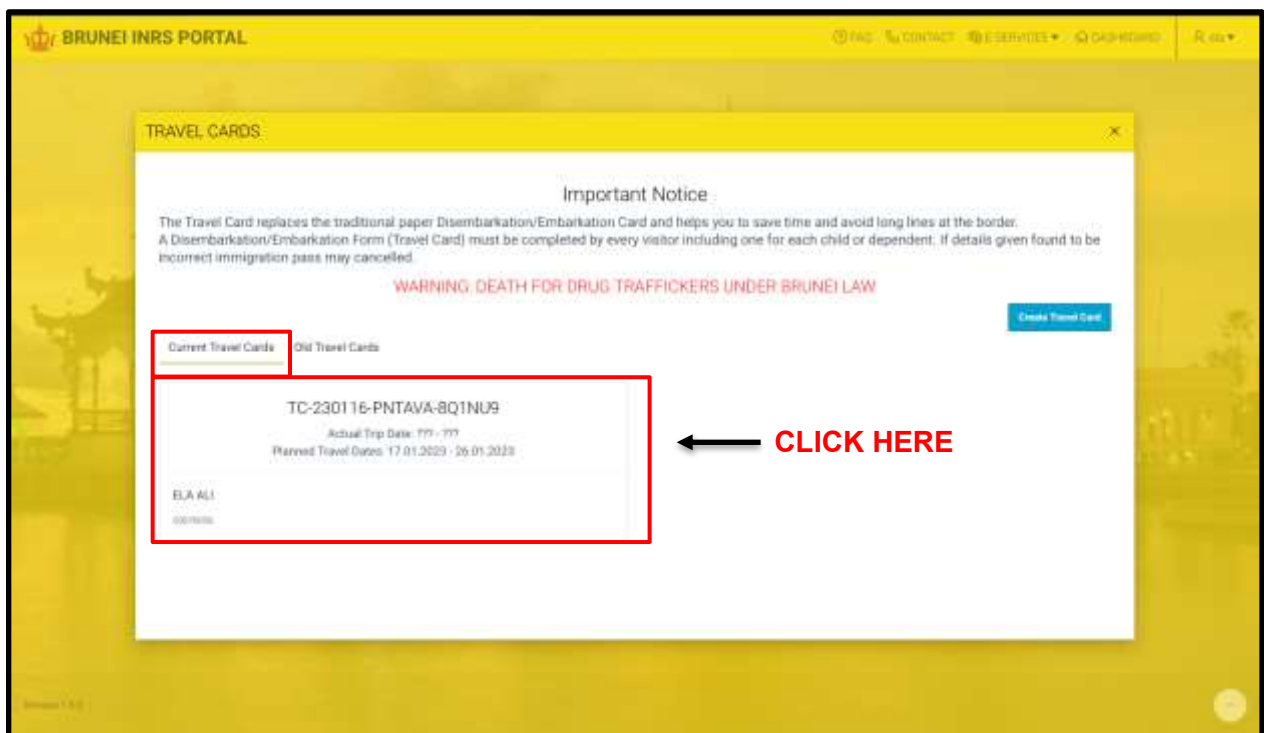 BRUNEI INRS PORTAL
FAQ CONTACT E-SERVICES DASHBOARD
TRAVEL CARDS ×
Important Notice
The Travel Card replaces the traditional paper Disembarkation/Embarkation Card and helps you to save time and avoid long lines at the border.
A Disembarkation/Embarkation Form (Travel Card) must be completed by every visitor including one for each child or dependent. If details given found to be
incorrect immigration pass may cancelled.
WARNING: DEATH FOR DRUG TRAFFICKERS UNDER BRUNEI LAW
Create Travel Card
Current Travel Cards Old Travel Cards
TC-230116-PNTAVA-8Q1NU9
Actual Trip Date: ??? - ???
Planned Travel Dates: 17.01.2023 - 26.01.2023
CLICK HERE
ELA ALI